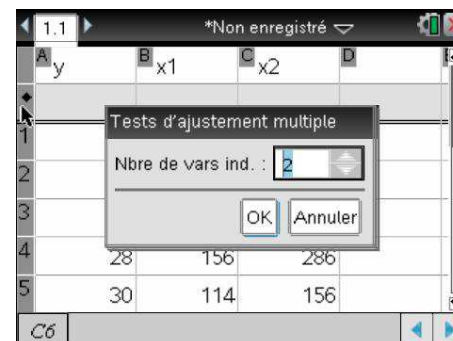 1.1 *Non enregistré
A y B x1 C x2 D E
1
Tests d'ajustement multiple
2 Nbre de vars ind. : 2
3 OK Annuler
4 28 156 286
5 30 114 156
C6